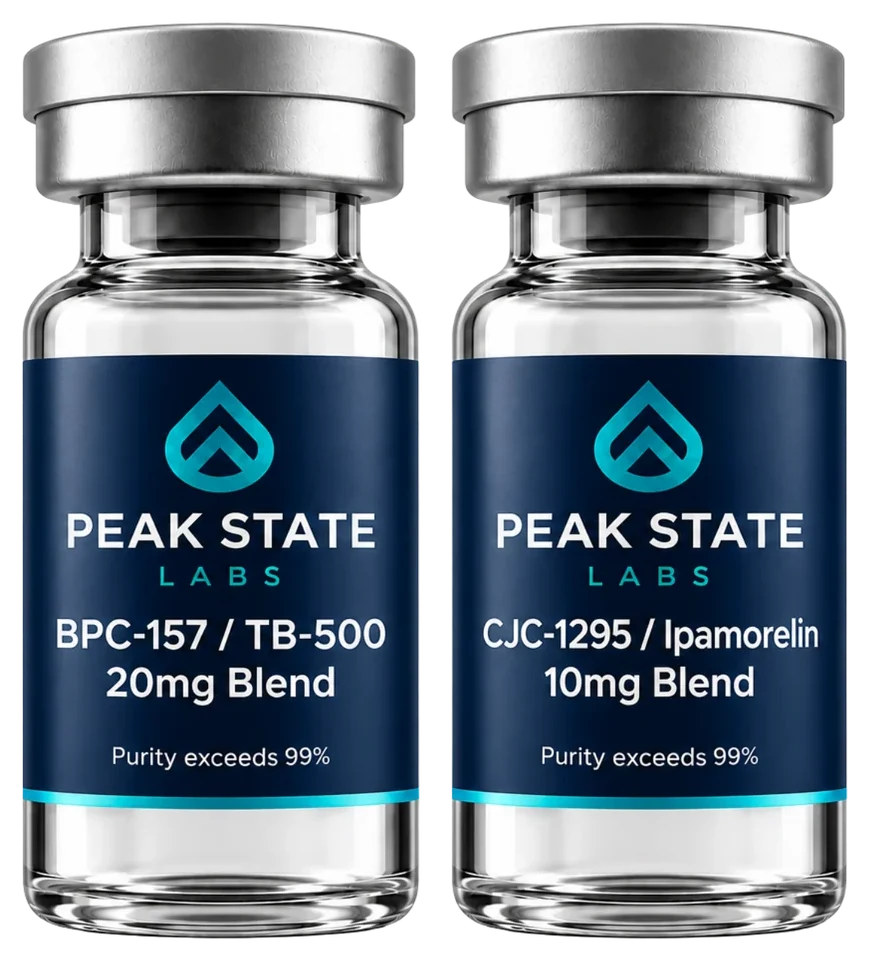 PEAK STATE
LABS
BPC-157 / TB-500
20mg Blend
Purity exceeds 99%
PEAK STATE
LABS
CJC-1295 / Ipamorelin
10mg Blend
Purity exceeds 99%